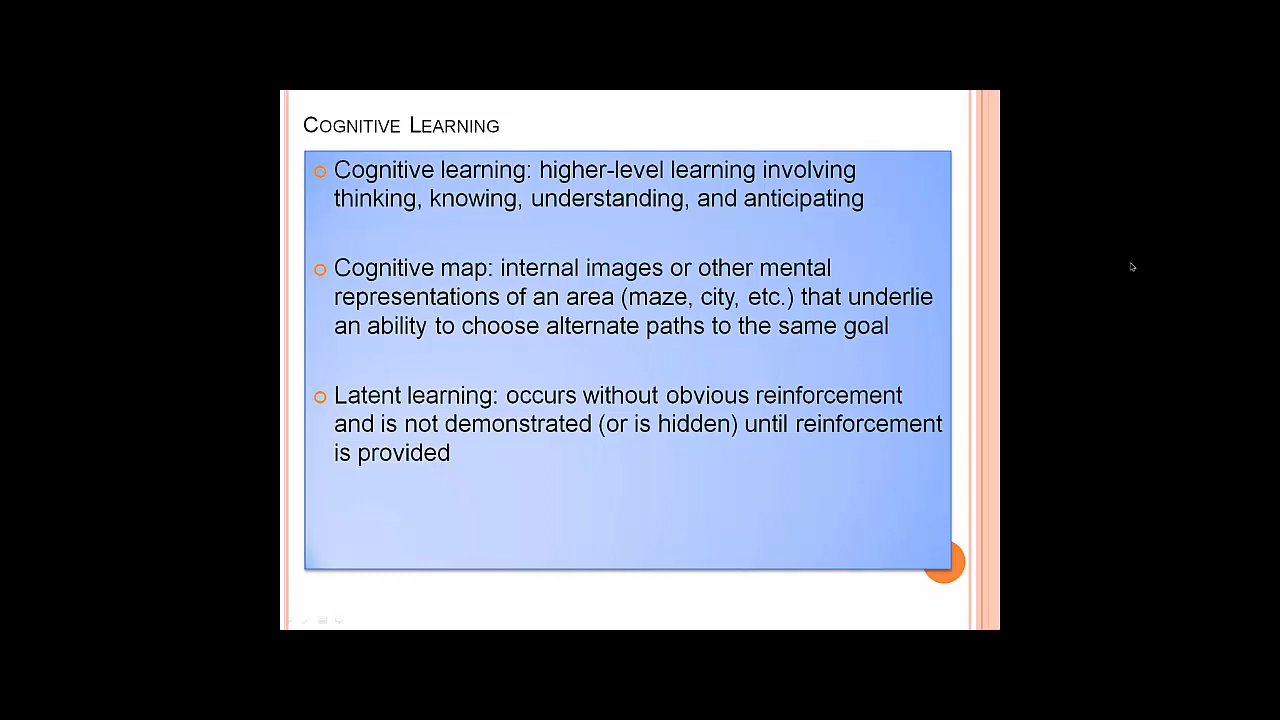 COGNITIVE LEARNING
Cognitive learning: higher-level learning involving
thinking, knowing, understanding, and anticipating
Cognitive map: internal images or other mental
representations of an area (maze, city, etc.) that underlie
an ability to choose alternate paths to the same goal
Latent learning: occurs without obvious reinforcement
and is not demonstrated (or is hidden) until reinforcement
is provided